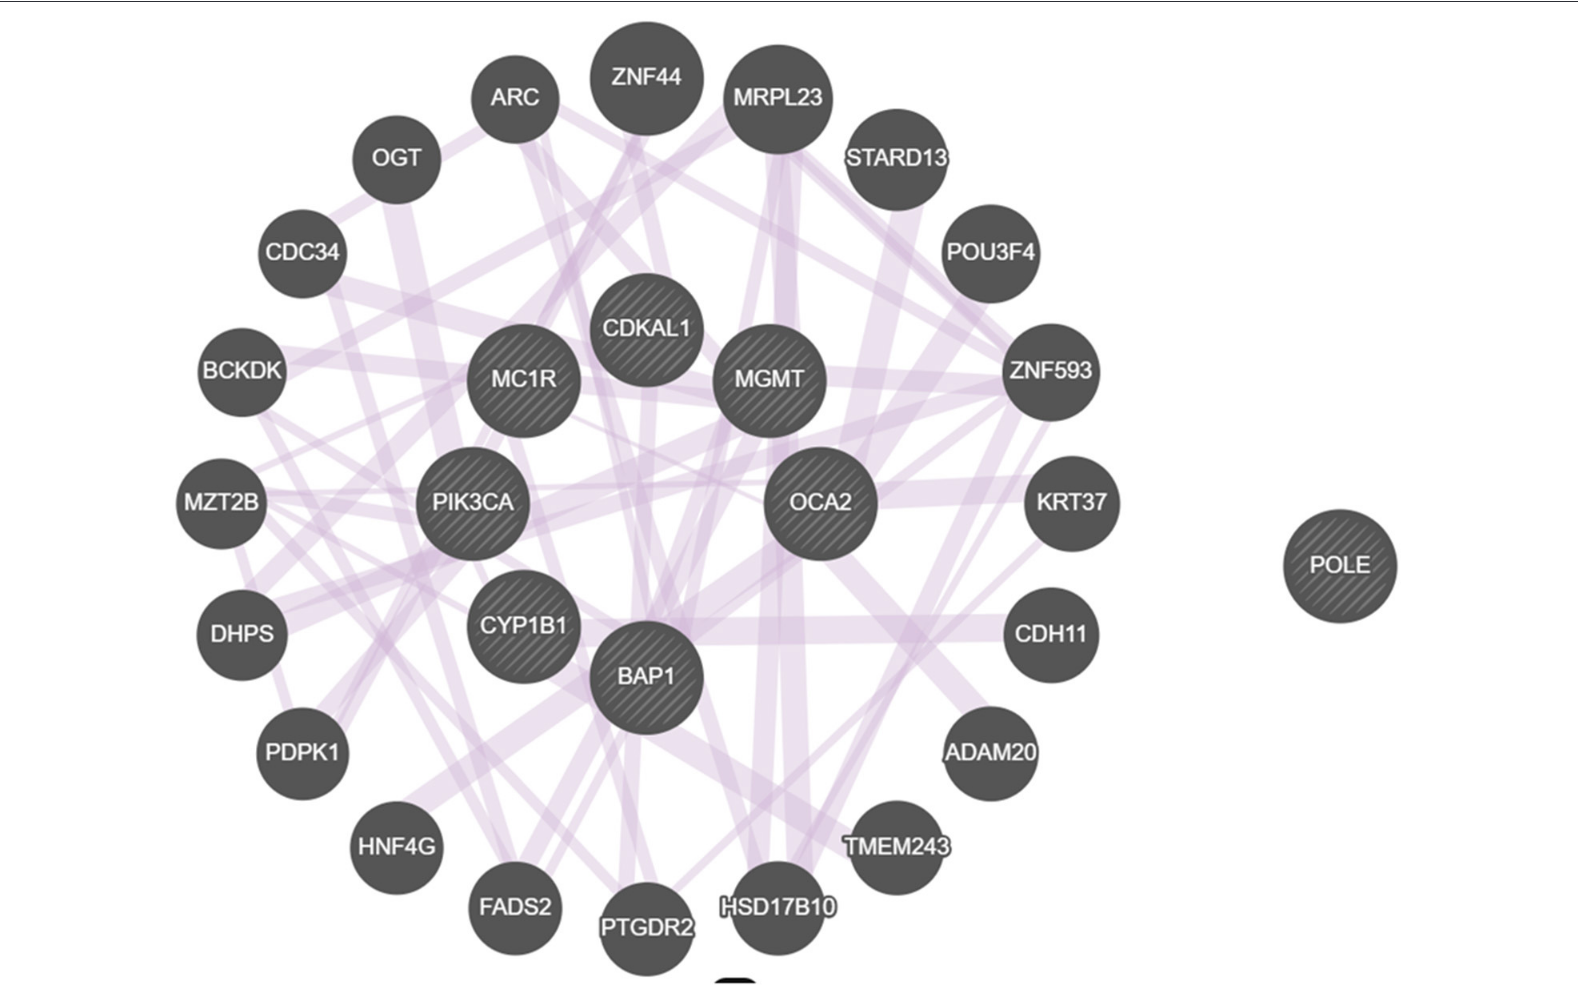 ZNF44
ARC
MRPL23
OGT
STARD13
CDC34
POU3F4
CDKAL1
BCKDK
MC1R
MGMT
ZNF593
MZT2B
PIK3CA
OCA2
KRT37
POLE
DHPS
CYP1B1
CDH11
BAP1
PDPK1
ADAM20
HNF4G
TMEM243
FADS2
PTGDR2
HSD17B10